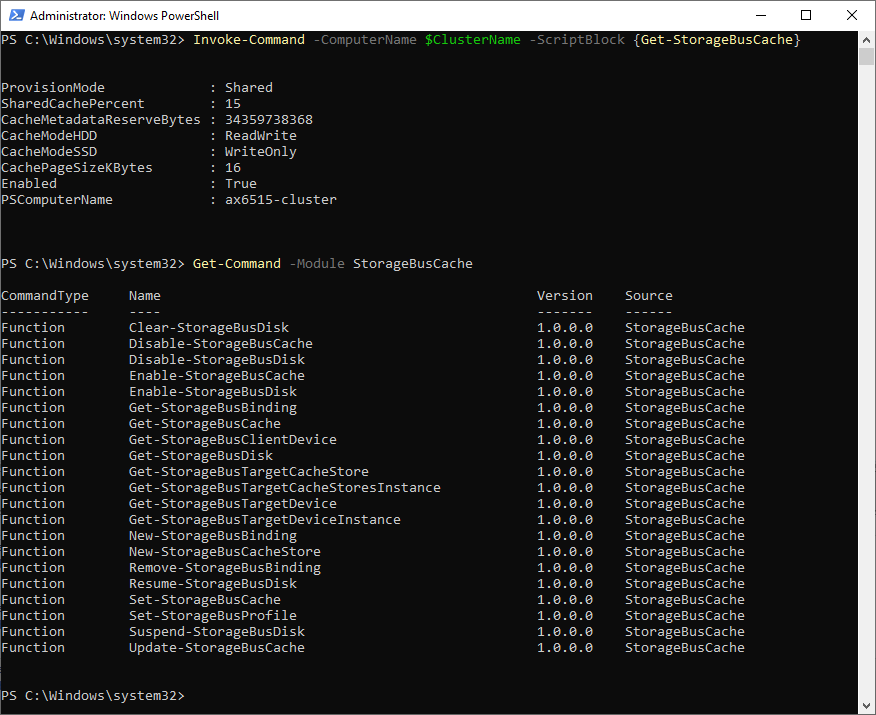 Administrator: Windows PowerShell
PS C:\Windows\system32> Invoke-Command -ComputerName $ClusterName -ScriptBlock {Get-StorageBusCache}
ProvisionMode : Shared
SharedCachePercent : 15
CacheMetadataReserveBytes : 34359738368
CacheModeHDD : ReadWrite
CacheModeSSD : WriteOnly
CachePageSizeKBytes : 16
Enabled : True
PSComputerName : ax6515-cluster
PS C:\Windows\system32> Get-Command -Module StorageBusCache
CommandType Name Version Source
----------- ---- ------- ------
Function Clear-StorageBusDisk 1.0.0.0 StorageBusCache
Function Disable-StorageBusCache 1.0.0.0 StorageBusCache
Function Disable-StorageBusDisk 1.0.0.0 StorageBusCache
Function Enable-StorageBusCache 1.0.0.0 StorageBusCache
Function Enable-StorageBusDisk 1.0.0.0 StorageBusCache
Function Get-StorageBusBinding 1.0.0.0 StorageBusCache
Function Get-StorageBusCache 1.0.0.0 StorageBusCache
Function Get-StorageBusClientDevice 1.0.0.0 StorageBusCache
Function Get-StorageBusDisk 1.0.0.0 StorageBusCache
Function Get-StorageBusTargetCacheStore 1.0.0.0 StorageBusCache
Function Get-StorageBusTargetCacheStoresInstance 1.0.0.0 StorageBusCache
Function Get-StorageBusTargetDevice 1.0.0.0 StorageBusCache
Function Get-StorageBusTargetDeviceInstance 1.0.0.0 StorageBusCache
Function New-StorageBusBinding 1.0.0.0 StorageBusCache
Function New-StorageBusCacheStore 1.0.0.0 StorageBusCache
Function Remove-StorageBusBinding 1.0.0.0 StorageBusCache
Function Resume-StorageBusDisk 1.0.0.0 StorageBusCache
Function Set-StorageBusCache 1.0.0.0 StorageBusCache
Function Set-StorageBusProfile 1.0.0.0 StorageBusCache
Function Suspend-StorageBusDisk 1.0.0.0 StorageBusCache
Function Update-StorageBusCache 1.0.0.0 StorageBusCache
PS C:\Windows\system32>